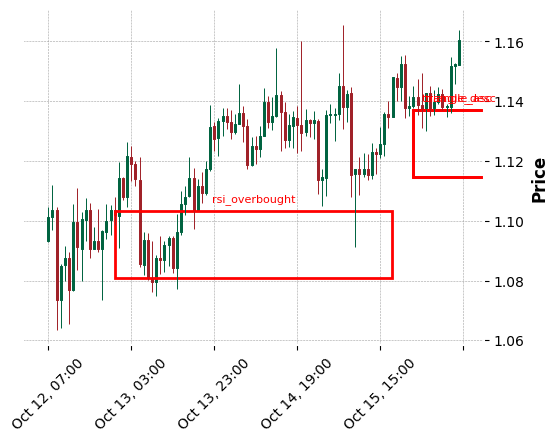 1.16
1.14
1.12
1.10
1.08
1.06
Price
rsi_overbought
Oct 12, 07:00
Oct 13, 03:00
Oct 13, 23:00
Oct 14, 19:00
Oct 15, 15:00